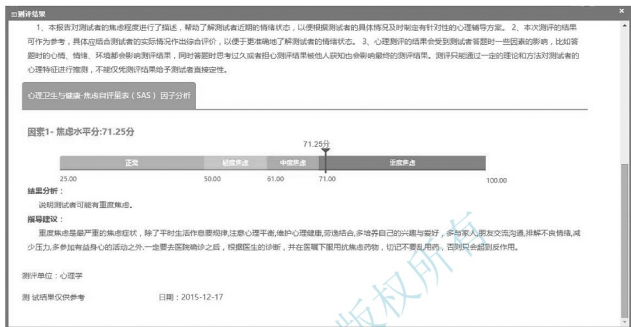 测评结果
1、本报告对测试者的焦虑程度进行了描述，帮助了解测试者近期的情绪状态，以便根据测试者的具体情况及时制定有针对性的心理辅导方案。 2、本次测评的结果
可作为参考，具体应结合测试者的实际情况作出综合评价，以便于更准确地了解测试者的情绪状态。 3、心理测评的结果会受到测试者答题时一些因素的影响，比如答
题时的心情、情绪、环境都会影响测评结果，同时答题时思考过久或者担心测评结果被他人获知也会影响最终的测评结果。测评只能通过一定的理论和方法对测试者的
心理特征进行推测，不能仅凭测评结果给予测试者直接定性。
心理卫生与健康-焦虑自评量表（SAS）因子分析
因素1- 焦虑水平分:71.25分
71.25分
正常 轻度焦虑 中度焦虑 重度焦虑
25.00 50.00 61.00 71.00 100.00
结果分析：
说明测试者可能有重度焦虑。
指导建议：
重度焦虑是最严重的焦虑症状，除了平时生活作息要规律,注意心理平衡,维护心理健康,劳逸结合,多培养自己的兴趣与爱好，多与家人,朋友交流沟通,排解不良情绪,减
少压力,多参加有益身心的活动之外,一定要去医院确诊之后，根据医生的诊断，并在医嘱下服用抗焦虑药物，切记不要乱用药，否则只会起到反作用。
测评单位：心理学
测 试结果仅供参考 日期：2015-12-17
版权所有